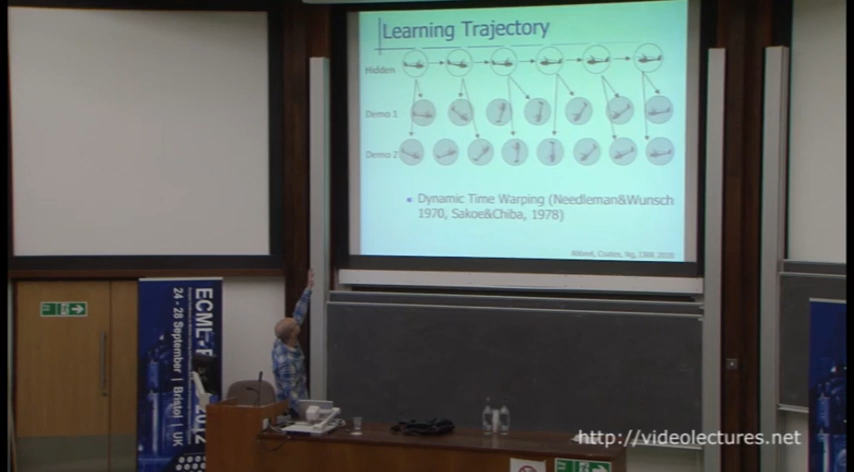 Learning Trajectory
Hidden
Demo 1
Demo 2
Dynamic Time Warping (Needleman&Wunsch
1970, Sakoe&Chiba, 1978)
Abbeel, Coates, Ng, IJRR 2010
24 - 28 September | Bristol | UK
2012
http://videolectures.net